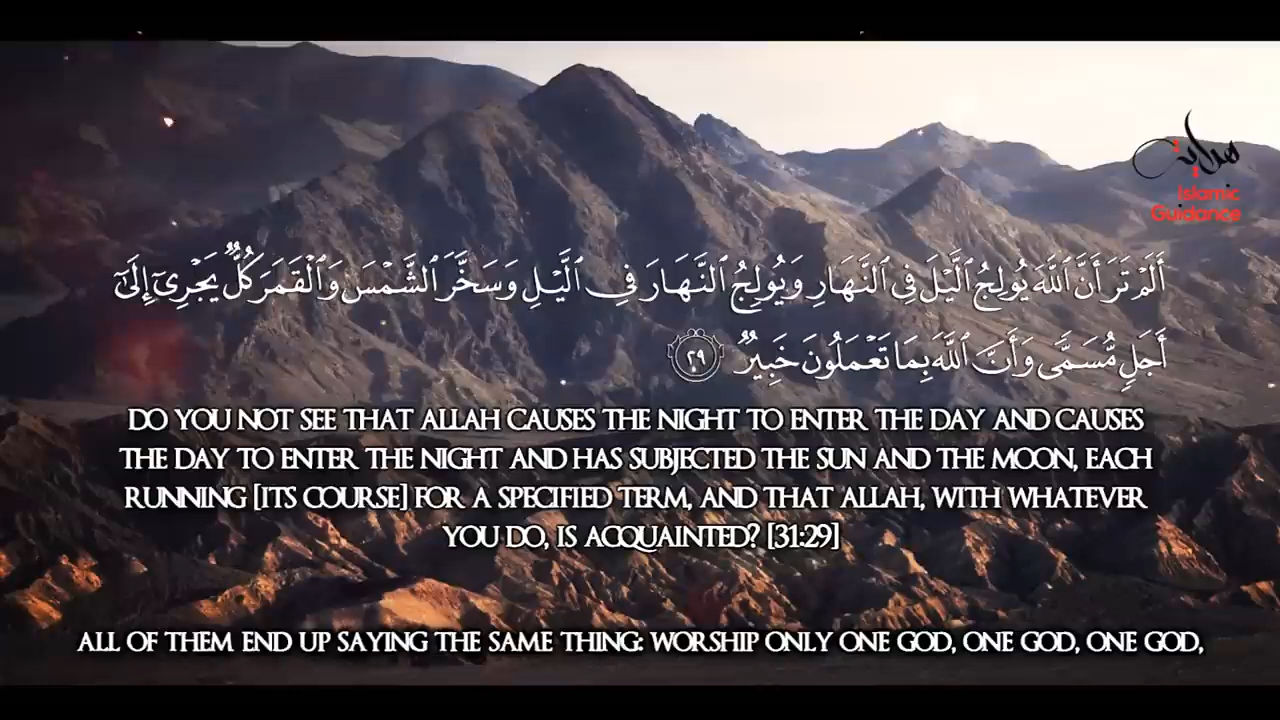 هداية
Islamic
Guidance
أَلَمْ تَرَ أَنَّ ٱللَّهَ يُولِجُ ٱلَّيْلَ فِى ٱلنَّهَارِ وَيُولِجُ ٱلنَّهَارَ فِى ٱلَّيْلِ وَسَخَّرَ ٱلشَّمْسَ وَٱلْقَمَرَ كُلٌّ يَجْرِىٓ إِلَىٰٓ
أَجَلٍ مُّسَمًّى وَأَنَّ ٱللَّهَ بِمَا تَعْمَلُونَ خَبِيرٌ ٢٩
DO YOU NOT SEE THAT ALLAH CAUSES THE NIGHT TO ENTER THE DAY AND CAUSES
THE DAY TO ENTER THE NIGHT AND HAS SUBJECTED THE SUN AND THE MOON, EACH
RUNNING [ITS COURSE] FOR A SPECIFIED TERM, AND THAT ALLAH, WITH WHATEVER
YOU DO, IS ACQUAINTED? [31:29]
ALL OF THEM END UP SAYING THE SAME THING: WORSHIP ONLY ONE GOD, ONE GOD, ONE GOD,